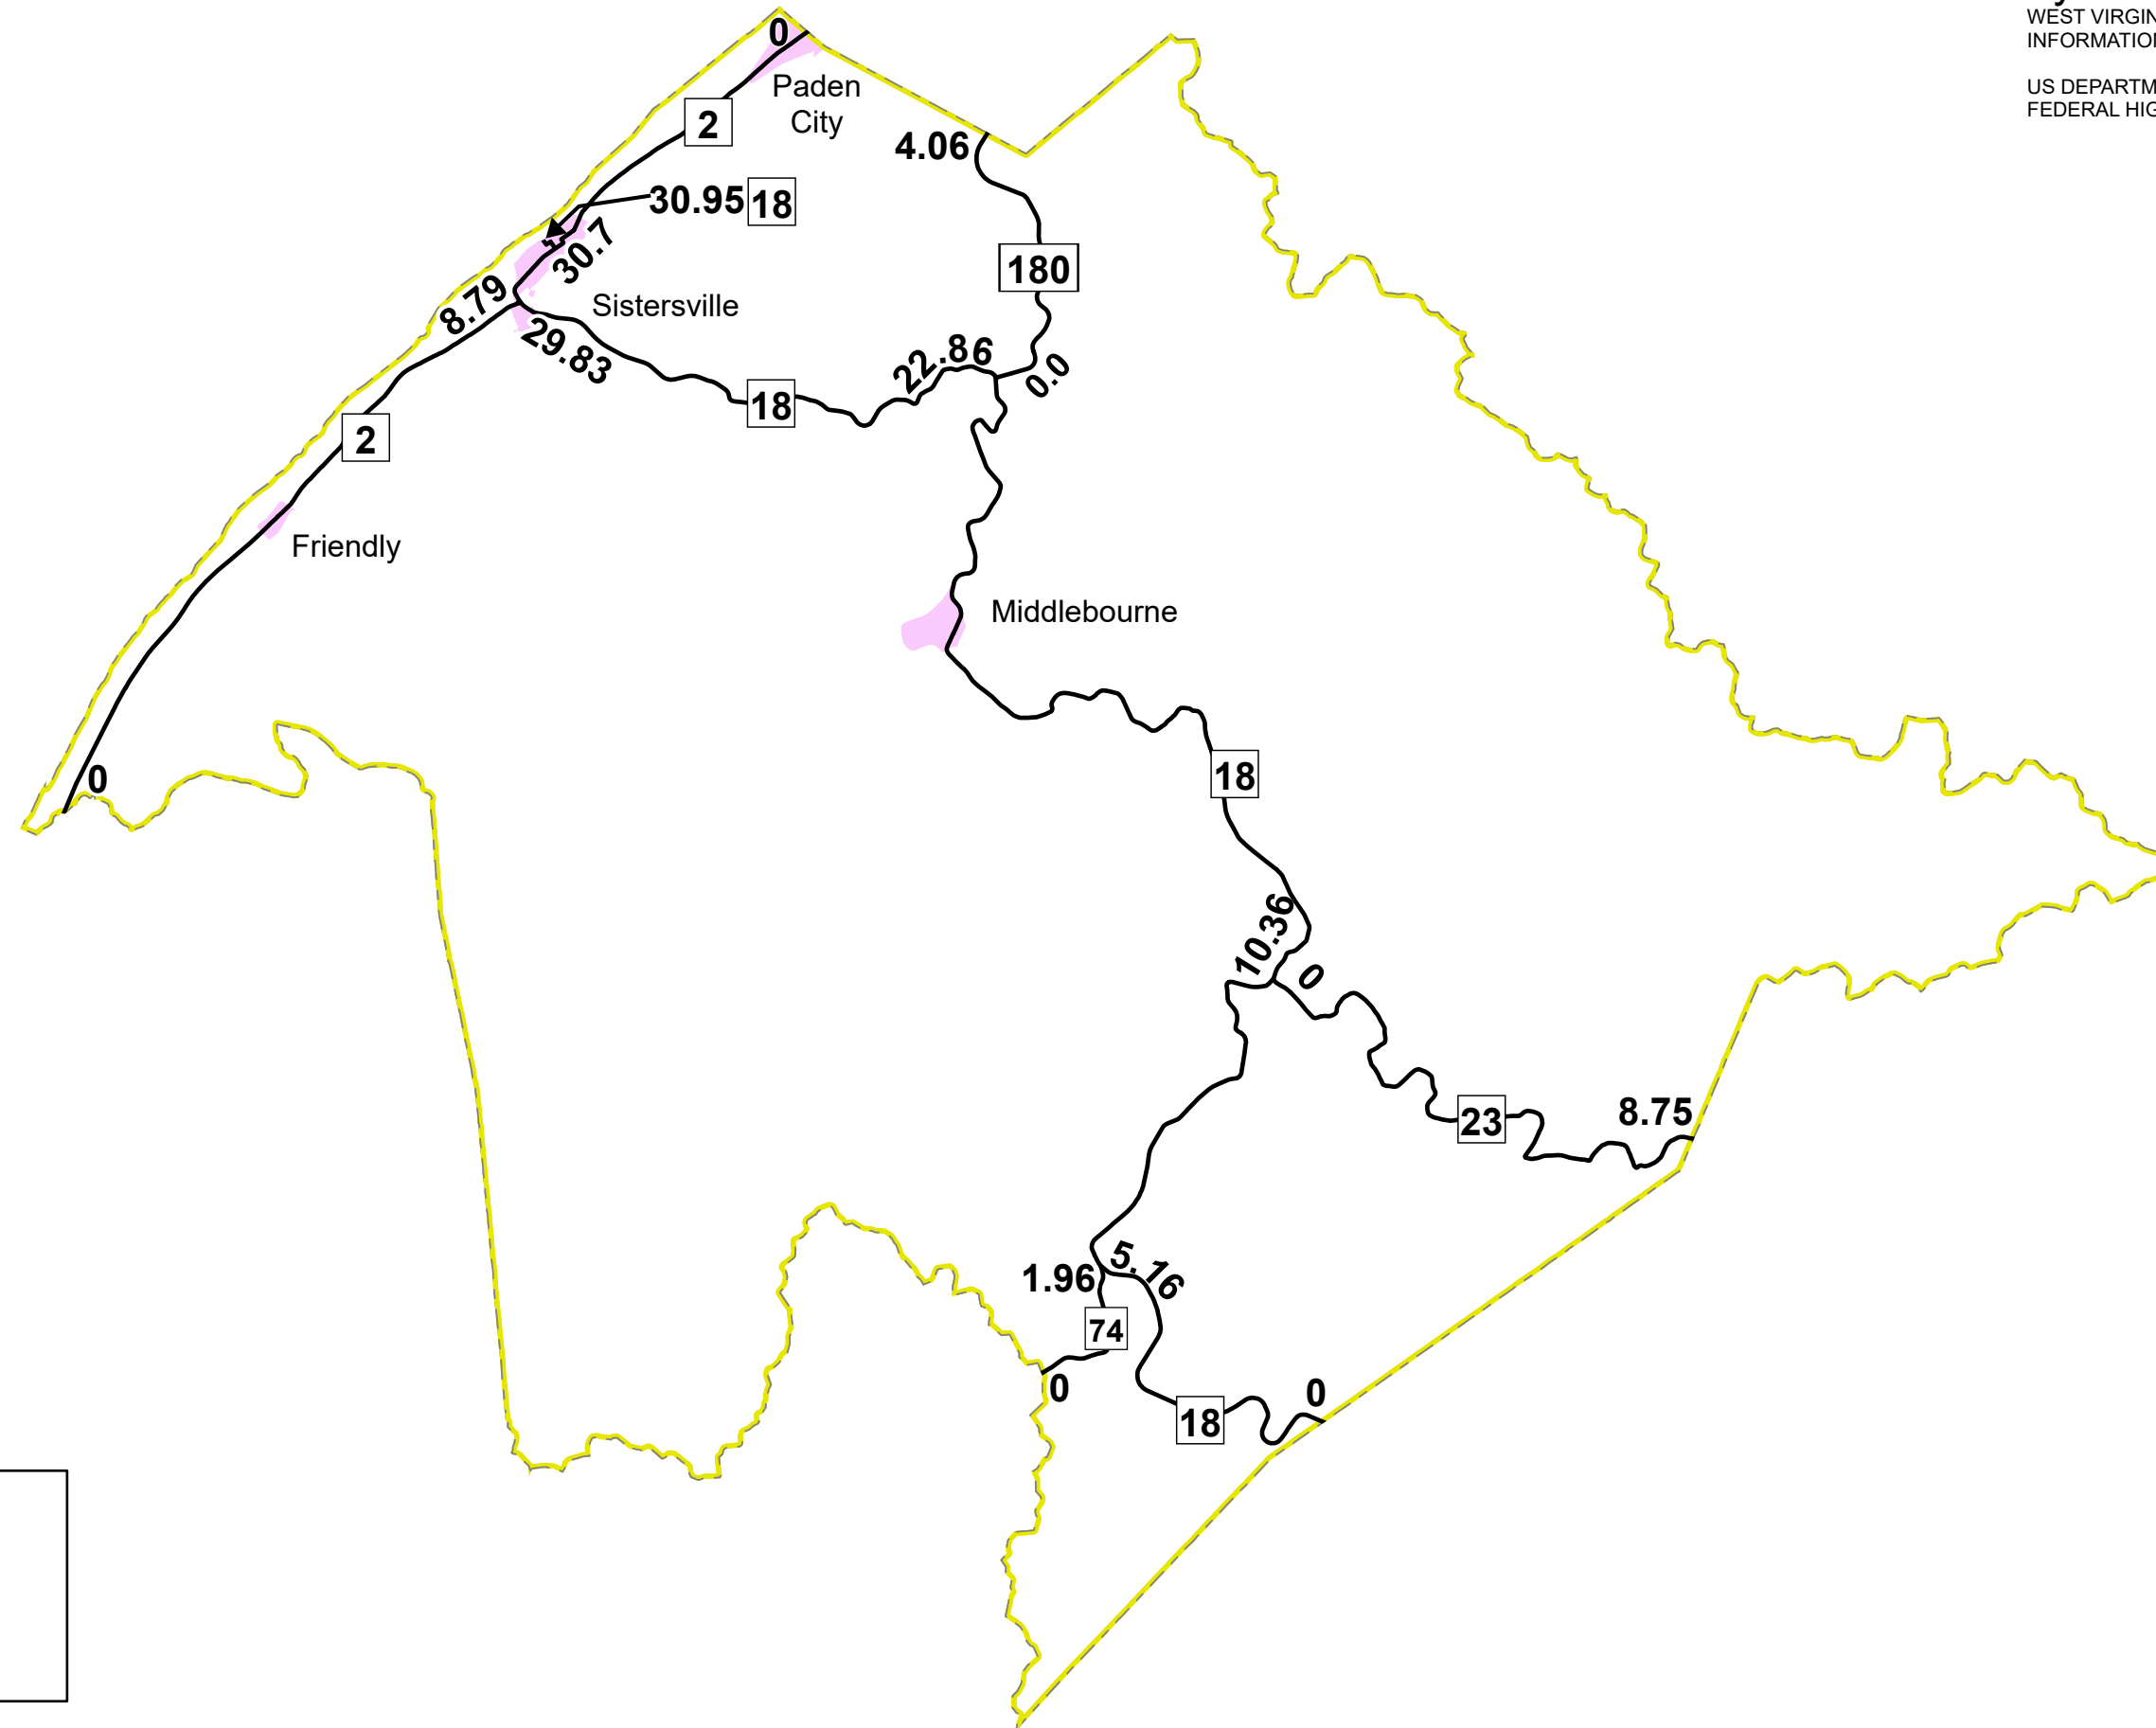 WEST VIRGIN
INFORMATION
US DEPARTM
FEDERAL HIG
0
Paden
City
2
4.06
30.95 18
30.7
180
8.79
Sistersville
29.83
22.86
0.0
18
2
Friendly
Middlebourne
18
0
10.36
0
23
8.75
5.16
1.96
74
0
0
18